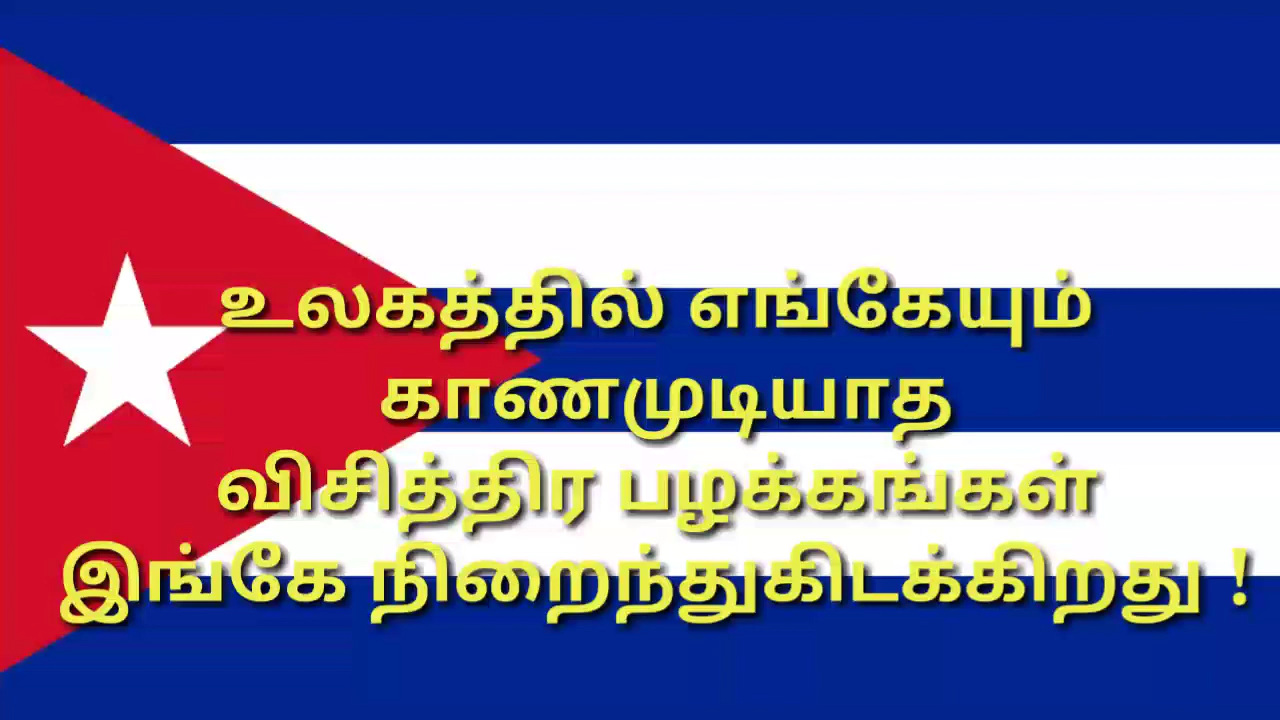 உலகத்தில் எங்கேயும்
காணமுடியாத
விசித்திர பழக்கங்கள்
இங்கே நிறைந்துகிடக்கிறது !